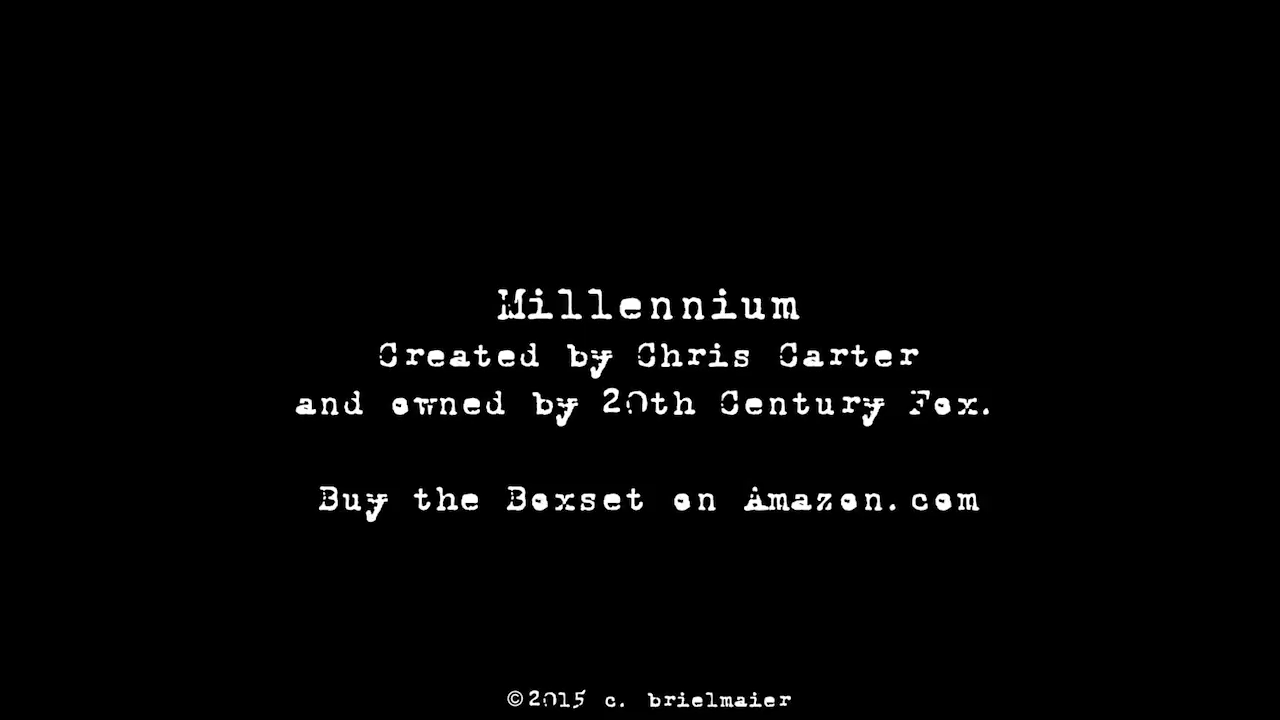 Millennium
Created by Chris Carter
and owned by 20th Century Fox.
Buy the Boxset on Amazon.com
©2015 c. brielmaier